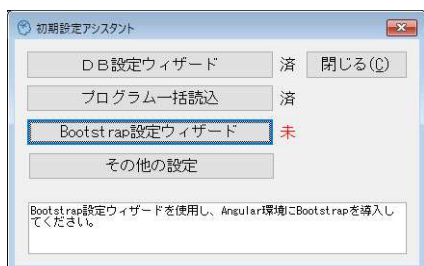 初期設定アシスタント
DB設定ウィザード 済 閉じる(C)
プログラム一括読込 済
Bootstrap設定ウィザード 未
その他の設定
Bootstrap設定ウィザードを使用し、Angular環境にBootstrapを導入し
てください。